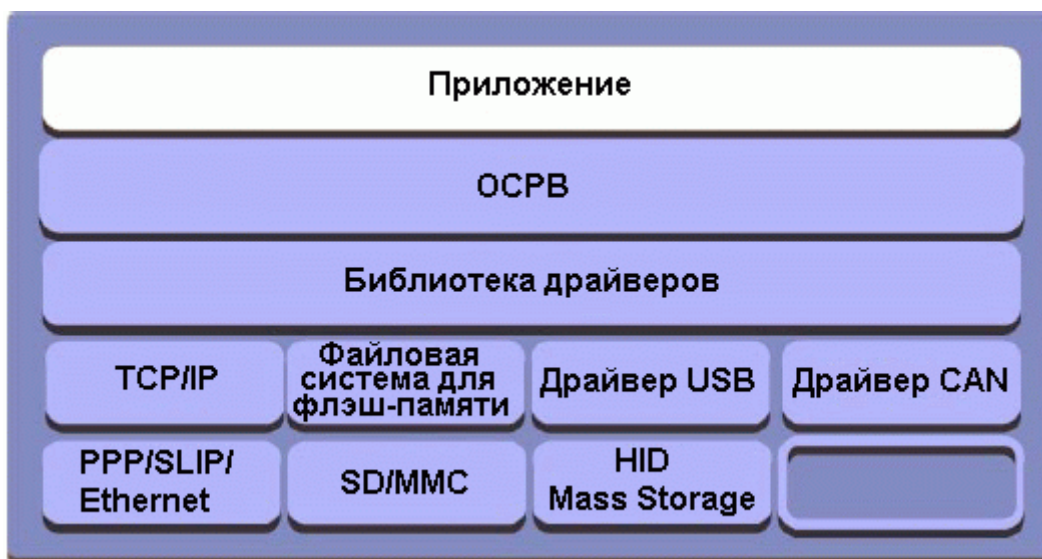 Приложение
ОСРВ
Библиотека драйверов
TCP/IP
Файловая
система для
флэш-памяти
Драйвер USB
Драйвер CAN
PPP/SLIP/
Ethernet
SD/MMC
HID
Mass Storage